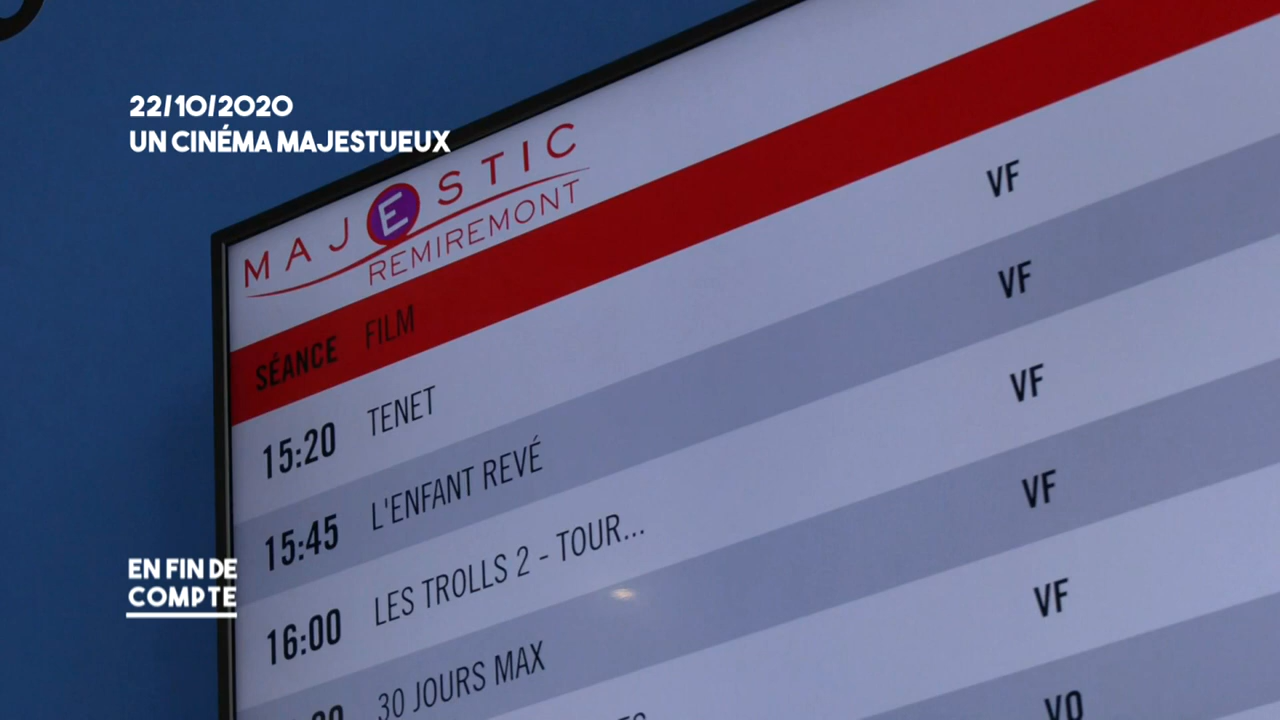 22/10/2020
UN CINÉMA MAJESTUEUX
MAJESTIC
REMIREMONT
SÉANCE FILM
15:20 TENET VF
15:45 L'ENFANT REVÉ VF
16:00 LES TROLLS 2 - TOUR... VF
30 JOURS MAX VF
VF
VO
EN FIN DE
COMPTE